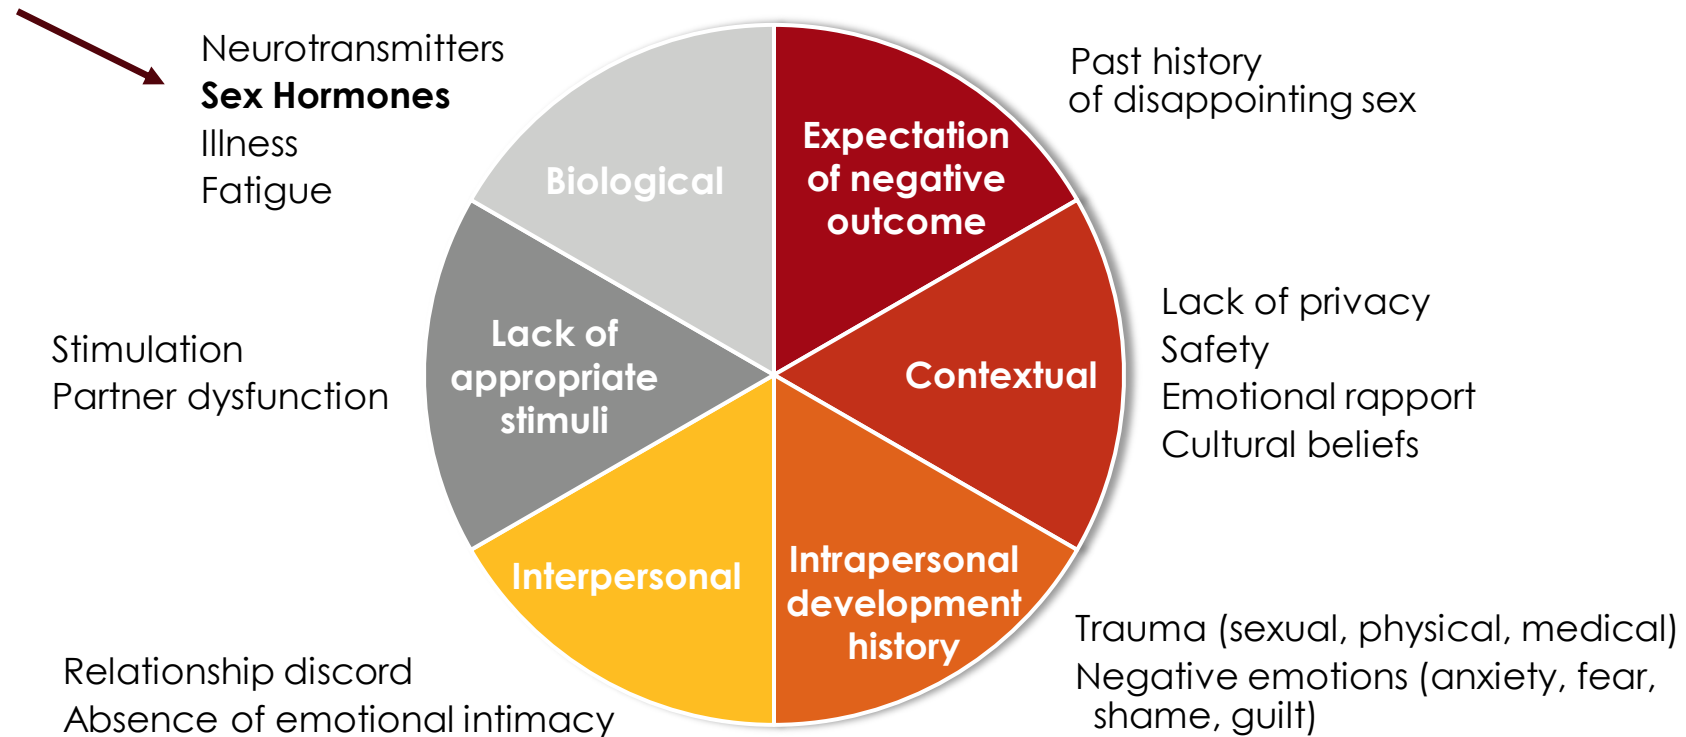 Neurotransmitters
Sex Hormones
Illness
Fatigue
Biological
Expectation
of negative
outcome
Past history
of disappointing sex
Lack of
appropriate
stimuli
Stimulation
Partner dysfunction
Contextual
Lack of privacy
Safety
Emotional rapport
Cultural beliefs
Interpersonal
Relationship discord
Absence of emotional intimacy
Intrapersonal
development
history
Trauma (sexual, physical, medical)
Negative emotions (anxiety, fear,
shame, guilt)